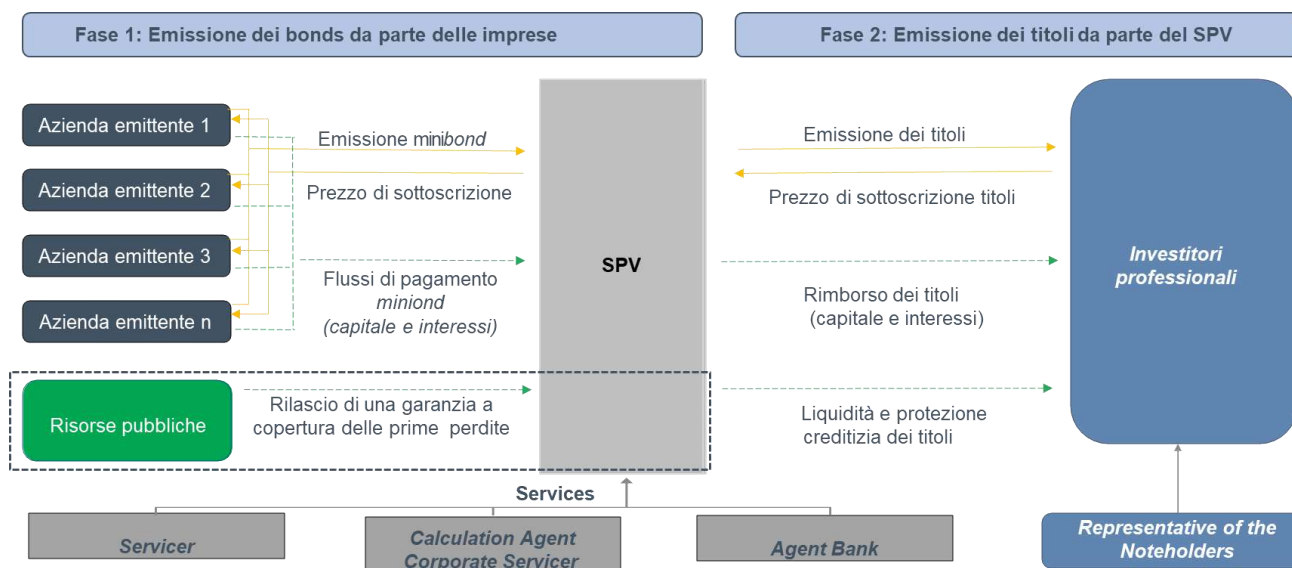 Fase 1: Emissione dei bonds da parte delle imprese
Fase 2: Emissione dei titoli da parte del SPV
Azienda emittente 1
Azienda emittente 2
Azienda emittente 3
Azienda emittente n
Emissione minibond
Prezzo di sottoscrizione
Flussi di pagamento
miniond
(capitale e interessi)
SPV
Emissione dei titoli
Prezzo di sottoscrizione titoli
Rimborso dei titoli
(capitale e interessi)
Investitori
professionali
Risorse pubbliche
Rilascio di una garanzia a
copertura delle prime perdite
Liquidità e protezione
creditizia dei titoli
Services
Servicer
Calculation Agent
Corporate Servicer
Agent Bank
Representative of the
Noteholders